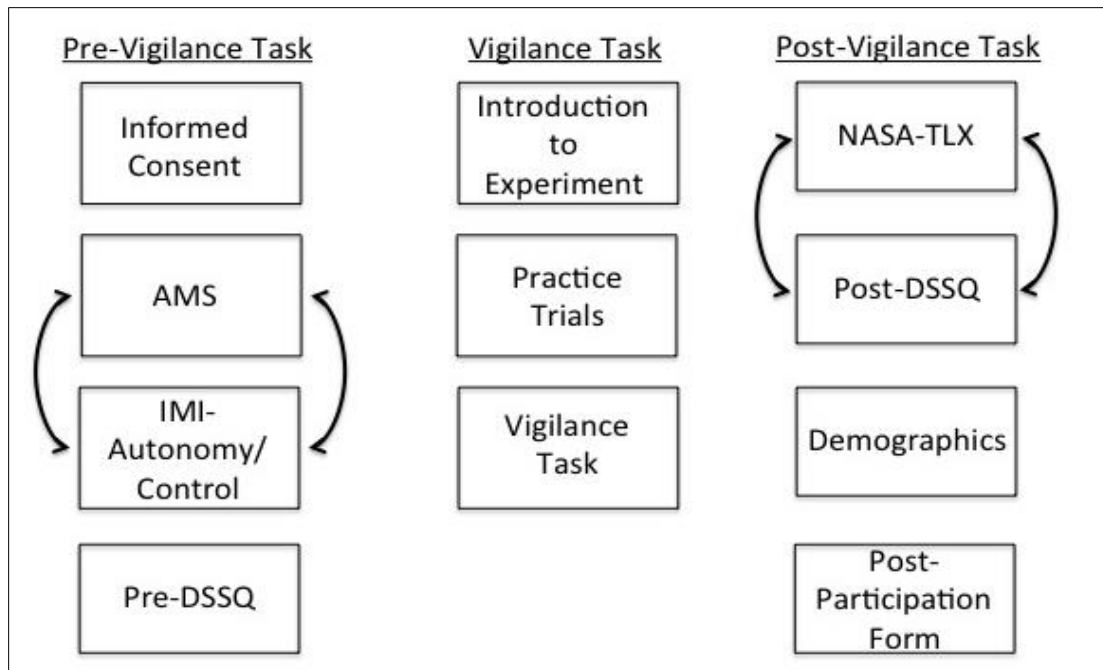 Pre-Vigilance Task
Informed
Consent
AMS
IMI-
Autonomy/
Control
Pre-DSSQ
Vigilance Task
Introduction
to
Experiment
Practice
Trials
Vigilance
Task
Post-Vigilance Task
NASA-TLX
Post-DSSQ
Demographics
Post-
Participation
Form